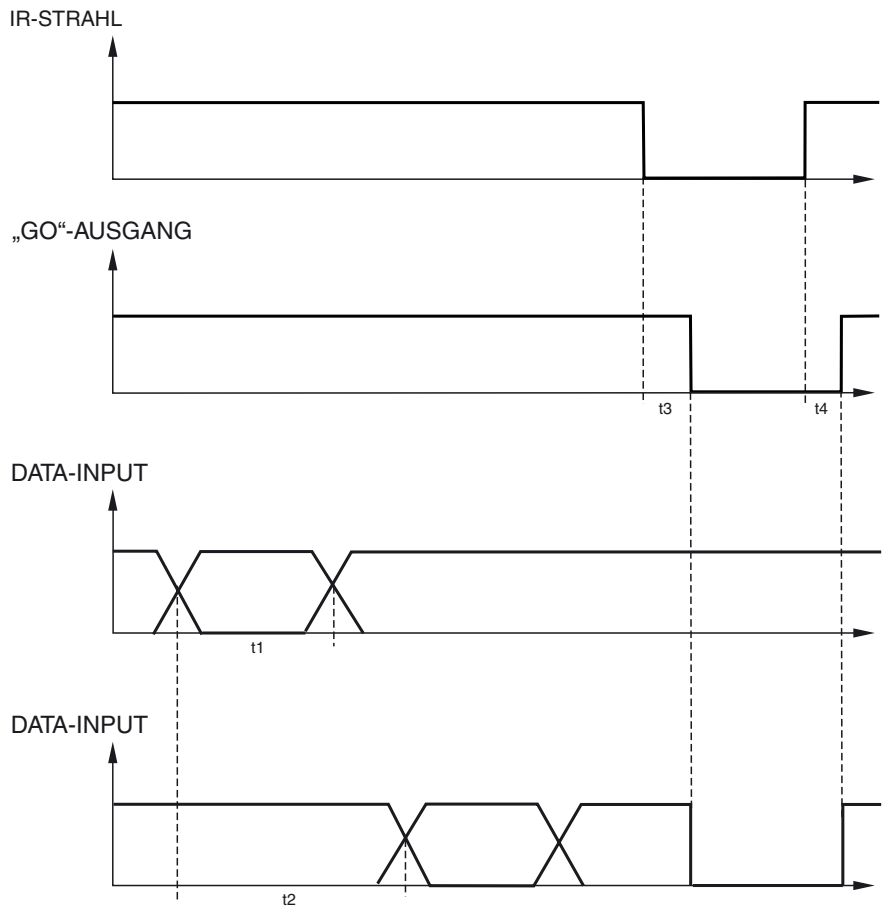 IR-STRAHL
„GO“-AUSGANG
t3
t4
DATA-INPUT
t1
DATA-INPUT
t2